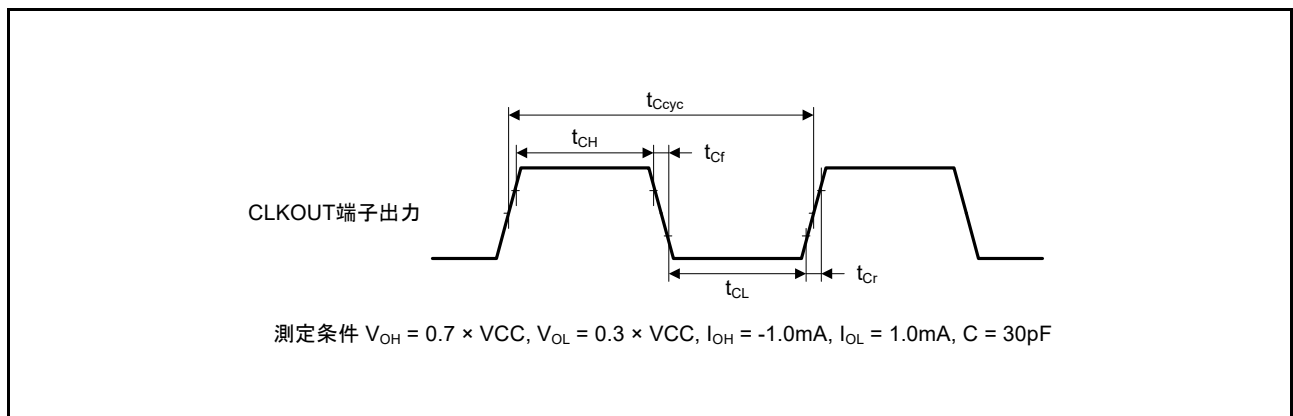 tCcyc
tCH
tCf
CLKOUT端子出力
tCL
tCr
測定条件 VOH = 0.7 × VCC, VOL = 0.3 × VCC, IOH = -1.0mA, IOL = 1.0mA, C = 30pF